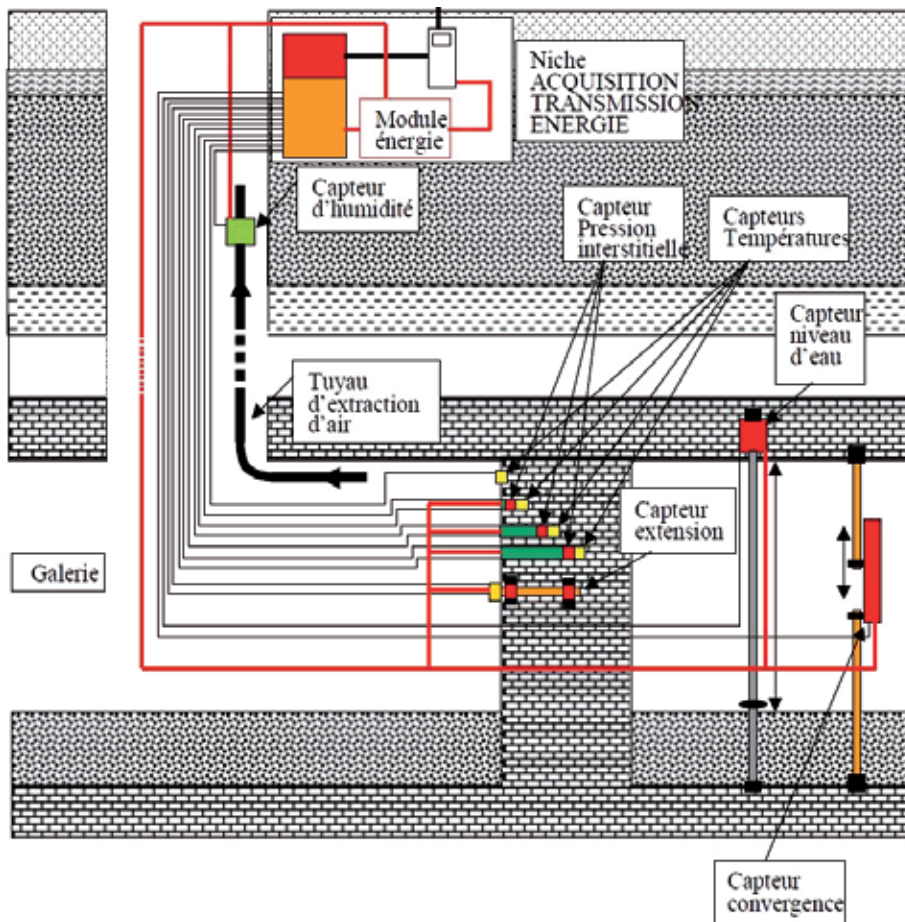 Niche
ACQUISITION
TRANSMISSION
ENERGIE
Module
énergie
Capteur
d'humidité
Capteur
Pression
interstitielle
Capteurs
Températures
Capteur
niveau
d'eau
Tuyau
d'extraction
d'air
Capteur
extension
Galerie
Capteur
convergence